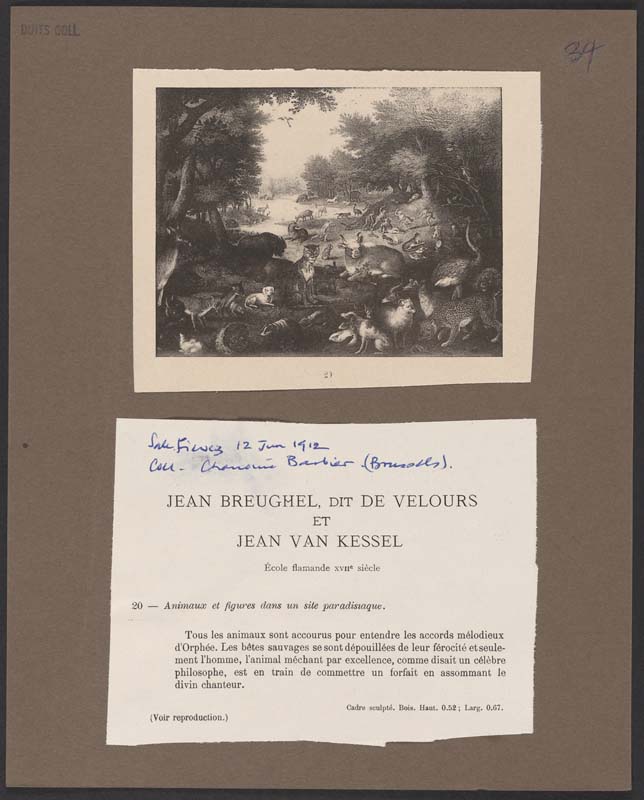 DUITS COLL.
34
20
Sale Fievez 12 Jun 1912
Coll. Chanoine Barbier (Brussels).
JEAN BREUGHEL, DIT DE VELOURS
ET
JEAN VAN KESSEL
École flamande XVIIe siècle
20 — Animaux et figures dans un site paradisiaque.
Tous les animaux sont accourus pour entendre les accords mélodieux
d'Orphée. Les bêtes sauvages se sont dépouillées de leur férocité et seule-
ment l'homme, l'animal méchant par excellence, comme disait un célèbre
philosophe, est en train de commettre un forfait en assommant le
divin chanteur.
Cadre sculpté. Bois. Haut. 0.52 ; Larg. 0.67.
(Voir reproduction.)